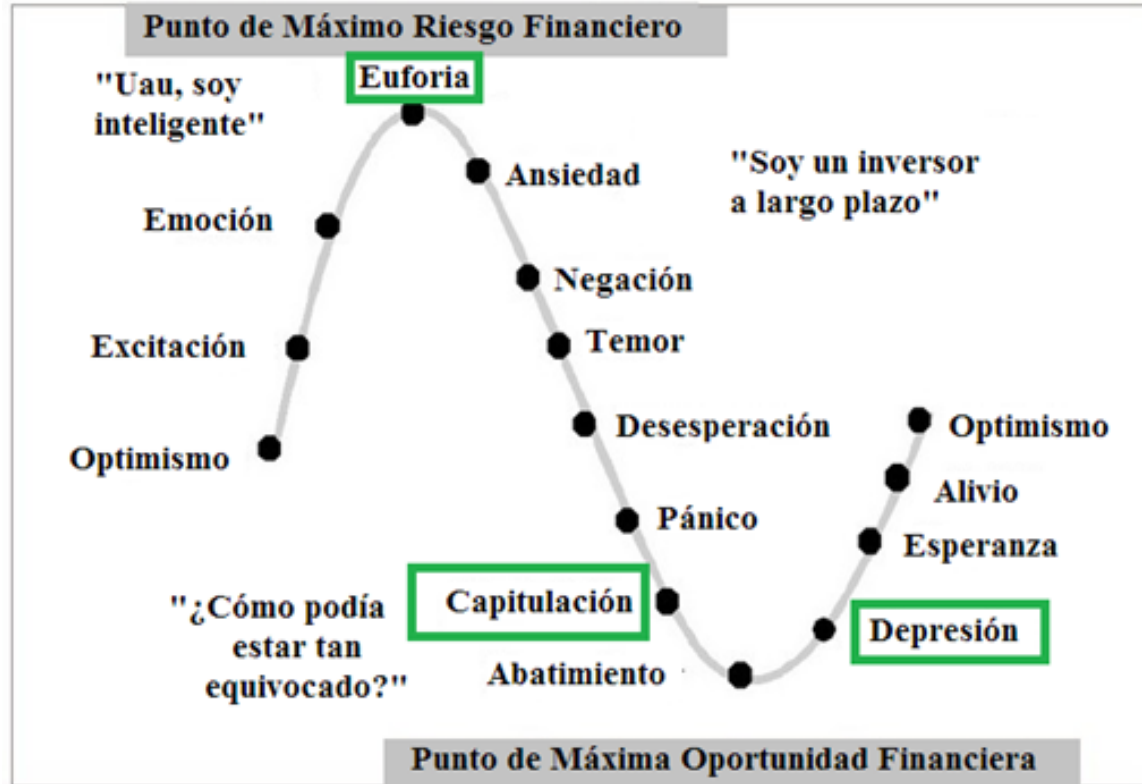 Punto de Máximo Riesgo Financiero
Euforia
"Uau, soy
inteligente"
Ansiedad
"Soy un inversor
a largo plazo"
Emoción
Negación
Excitación
Temor
Desesperación
Optimismo
Optimismo
Pánico
Alivio
Esperanza
Capitulación
"¿Cómo podía
estar tan
equivocado?"
Depresión
Abatimiento
Punto de Máxima Oportunidad Financiera